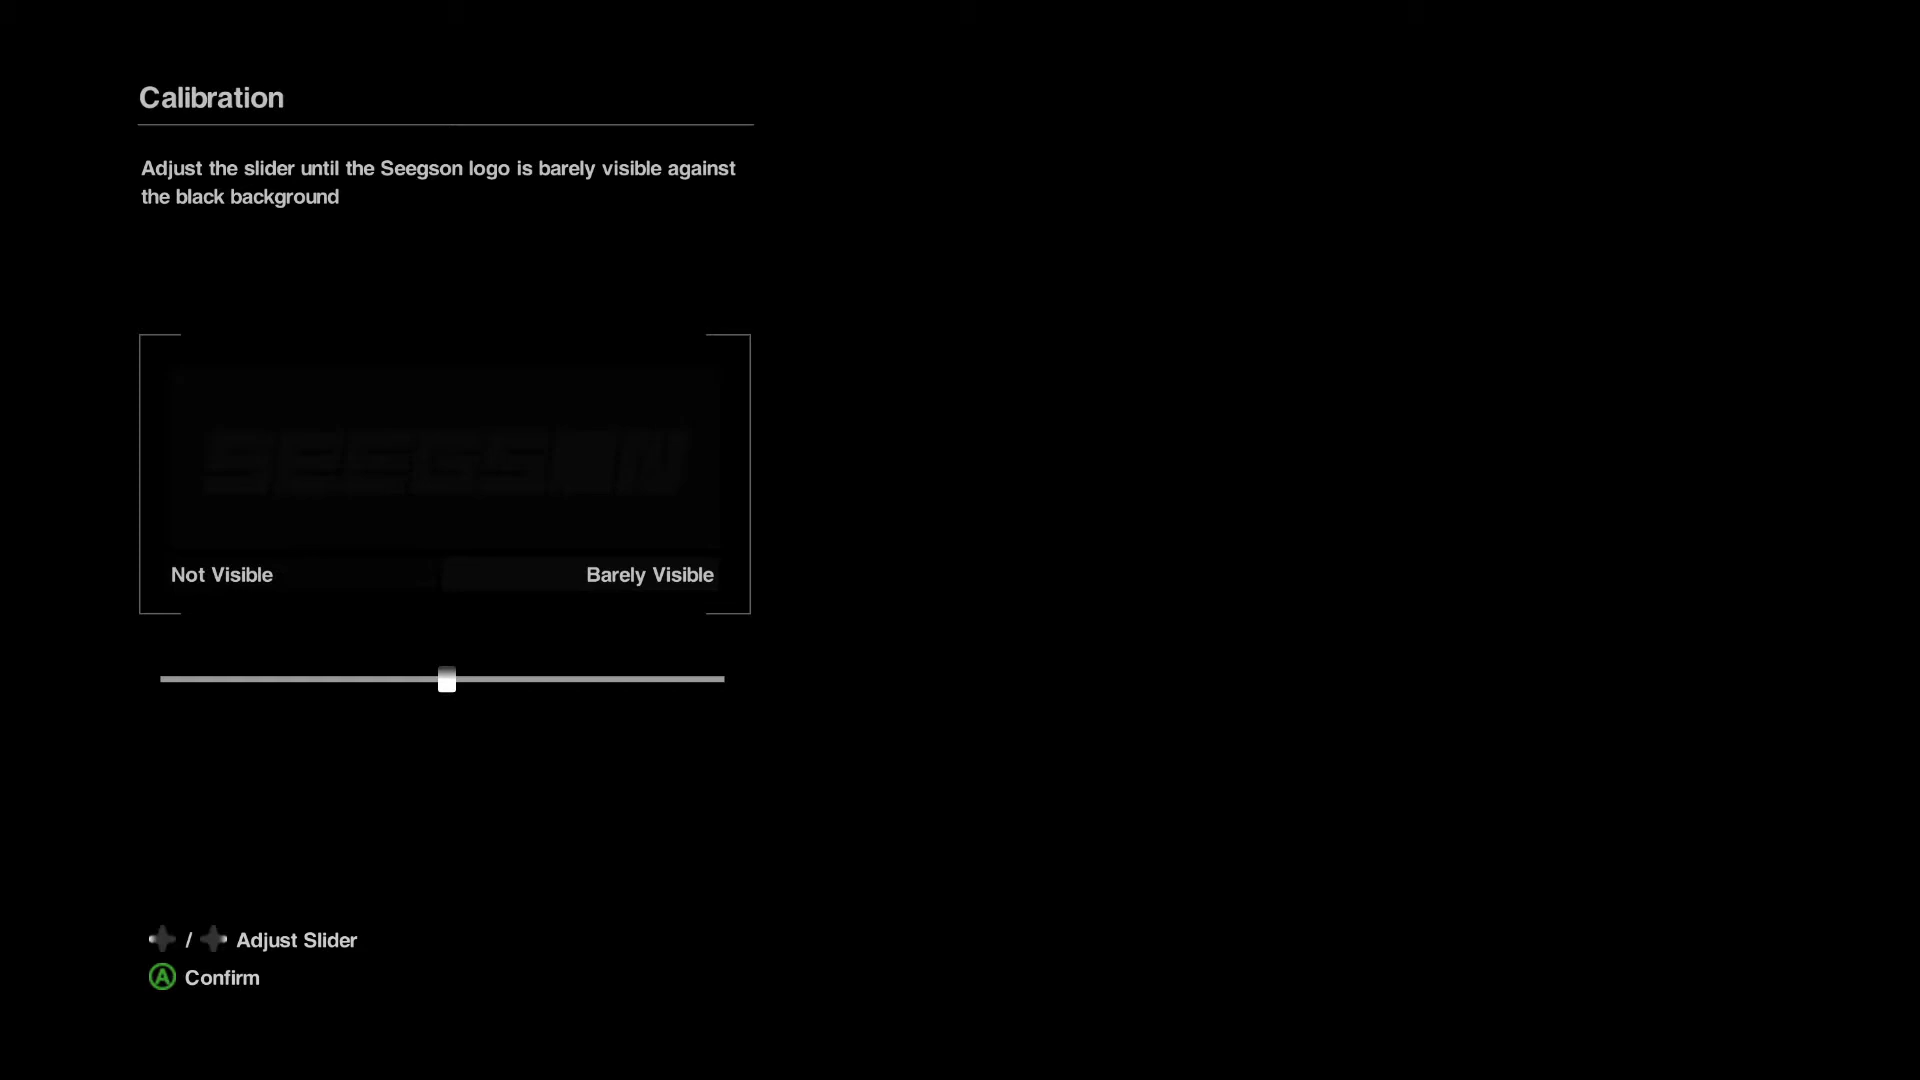 Calibration
Adjust the slider until the Seegson logo is barely visible against
the black background
SEEGSON
Not Visible
Barely Visible
/ Adjust Slider
A Confirm